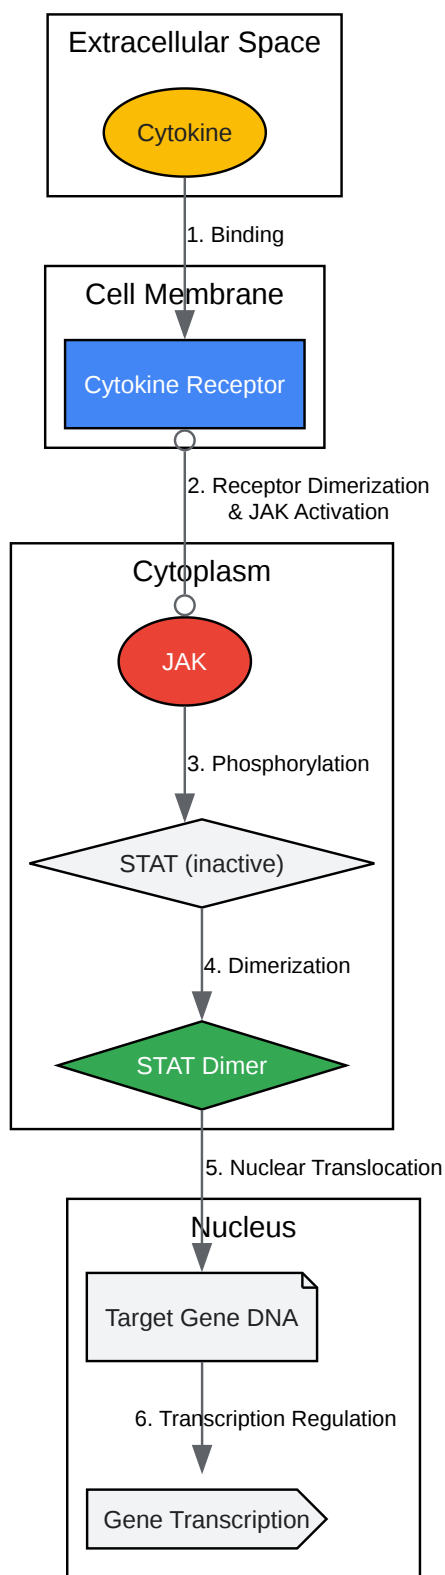 Extracellular Space
Cytokine
1. Binding
Cell Membrane
Cytokine Receptor
2. Receptor Dimerization
& JAK Activation
Cytoplasm
JAK
3. Phosphorylation
STAT (inactive)
4. Dimerization
STAT Dimer
5. Nuclear Translocation
Nucleus
Target Gene DNA
6. Transcription Regulation
Gene Transcription